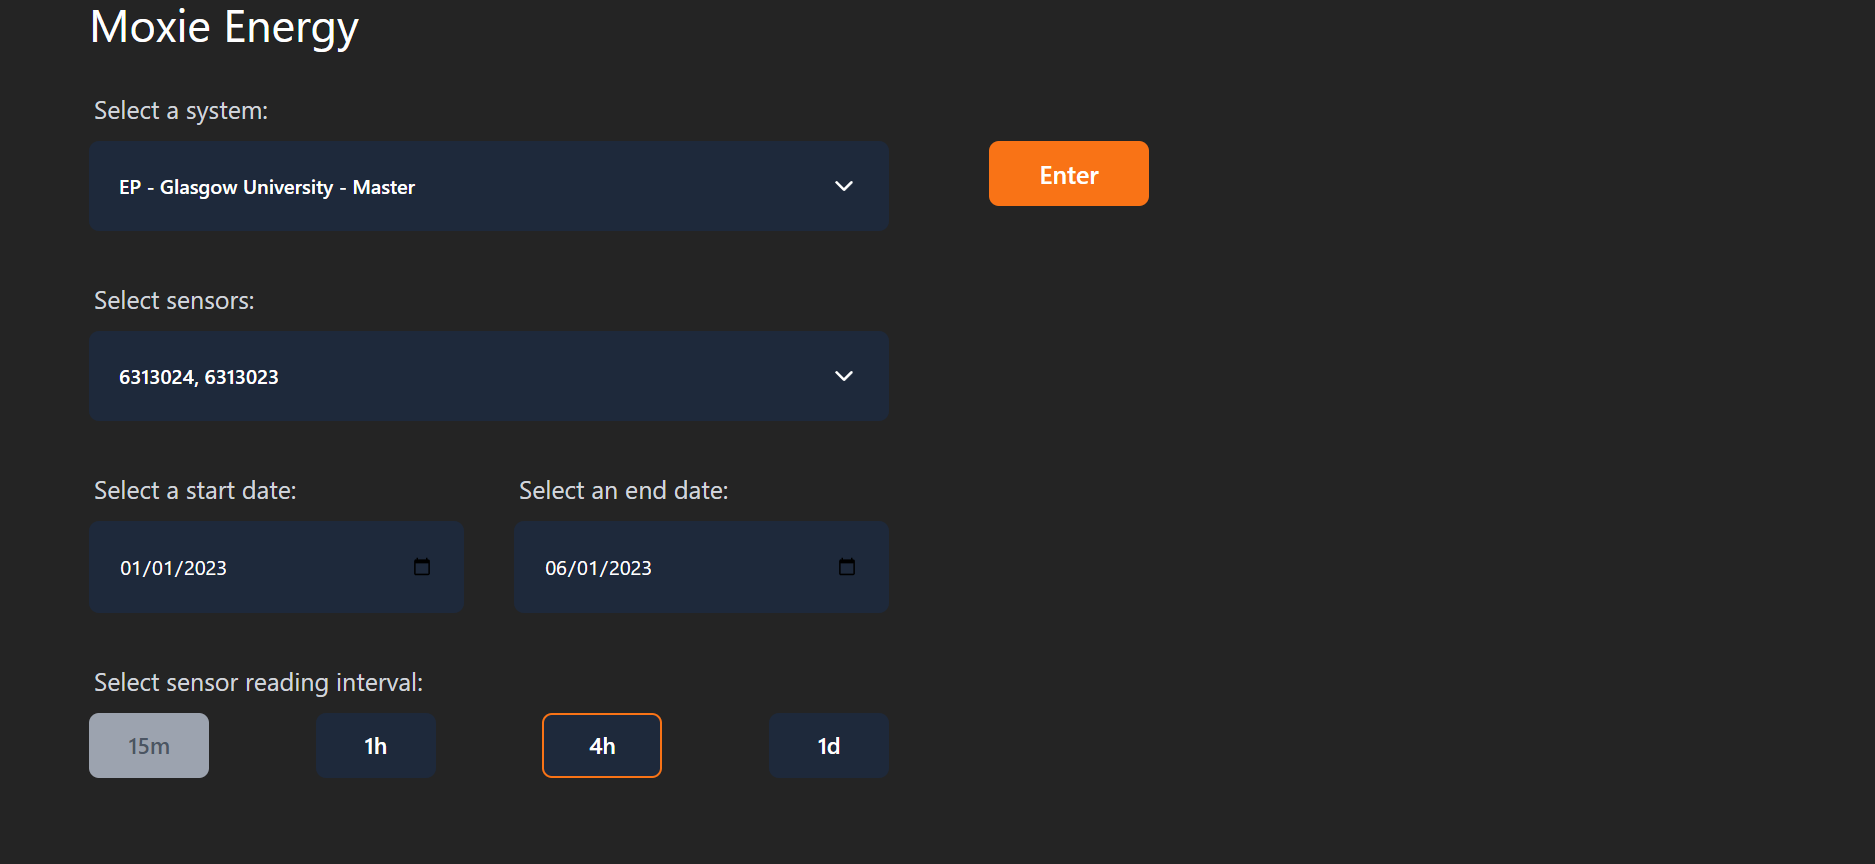 Moxie Energy
Select a system:
EP - Glasgow University - Master
Enter
Select sensors:
6313024, 6313023
Select a start date:
Select an end date:
01/01/2023
06/01/2023
Select sensor reading interval:
15m
1h
4h
1d